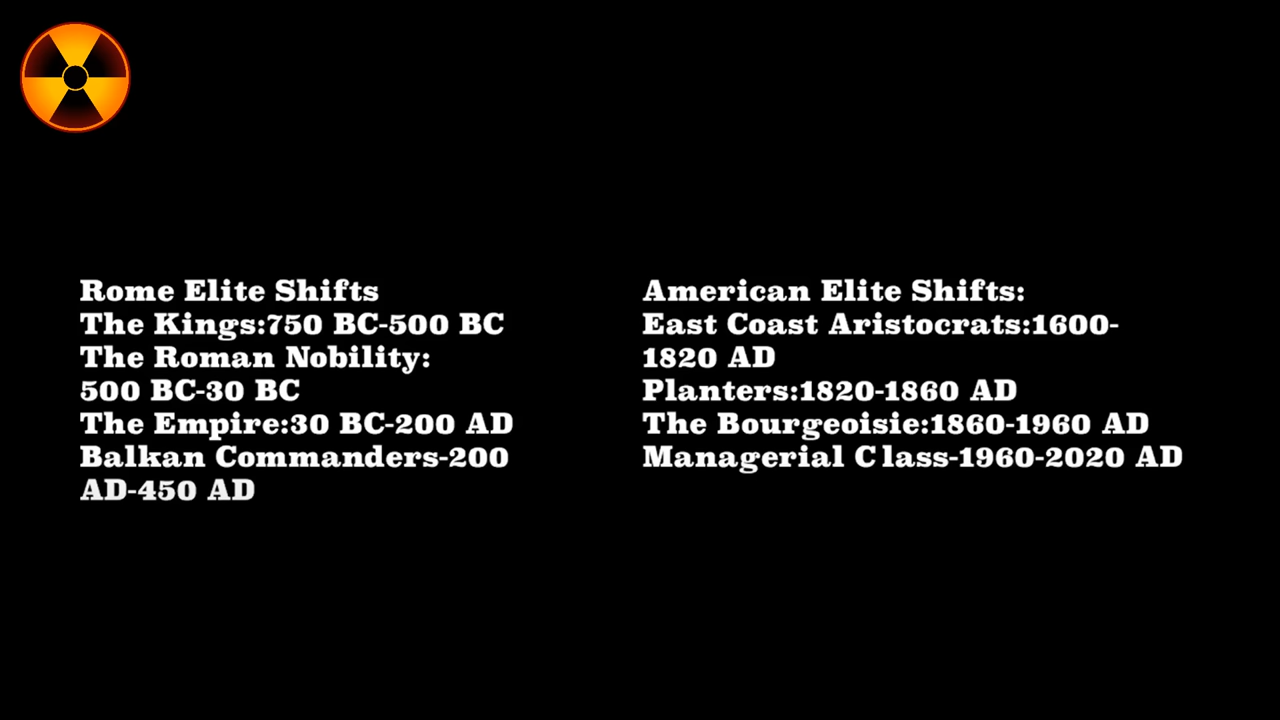 Rome Elite Shifts
The Kings:750 BC-500 BC
The Roman Nobility:
500 BC-30 BC
The Empire:30 BC-200 AD
Balkan Commanders-200
AD-450 AD
American Elite Shifts:
East Coast Aristocrats:1600-
1820 AD
Planters:1820-1860 AD
The Bourgeoisie:1860-1960 AD
Managerial Class-1960-2020 AD